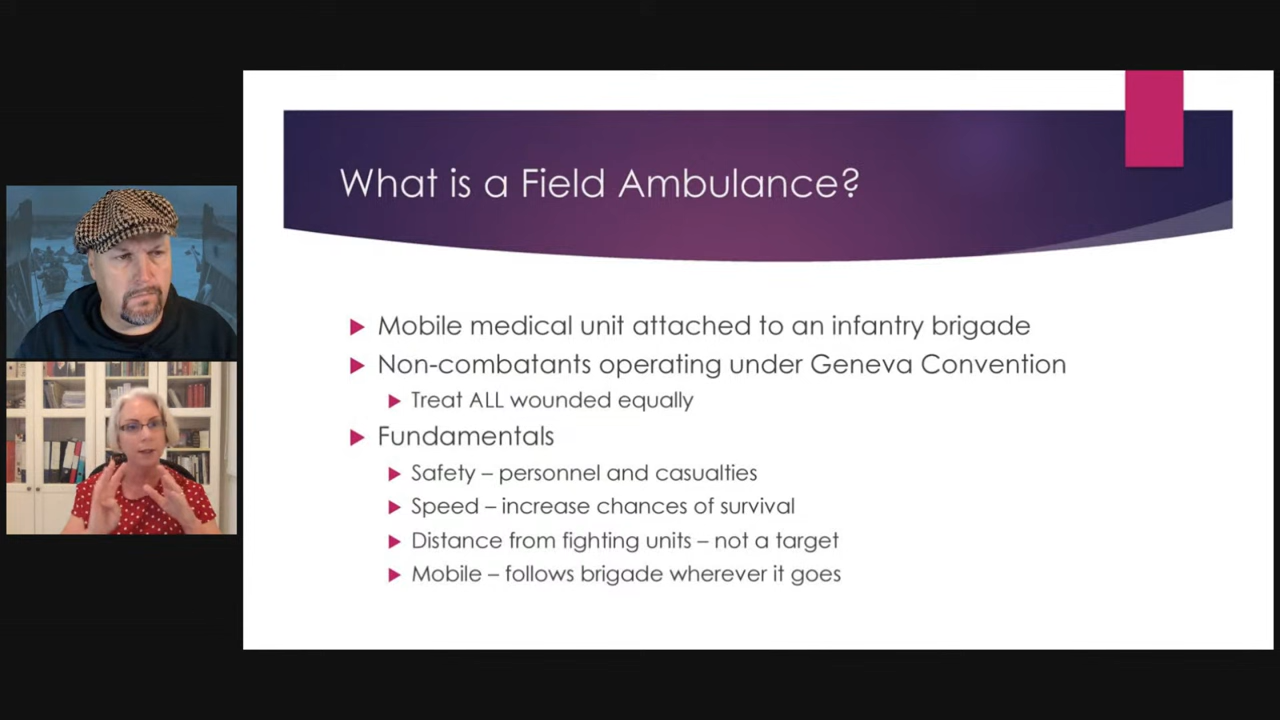 What is a Field Ambulance?
Mobile medical unit attached to an infantry brigade
Non-combatants operating under Geneva Convention
Treat ALL wounded equally
Fundamentals
Safety – personnel and casualties
Speed – increase chances of survival
Distance from fighting units – not a target
Mobile – follows brigade wherever it goes